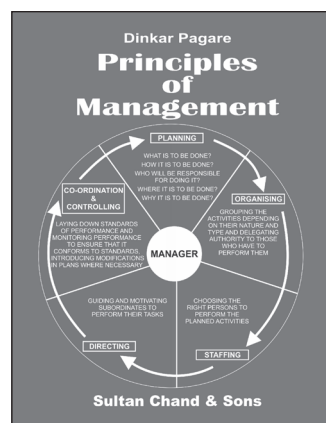 Dinkar Pagare
Principles
of
Management
PLANNING
WHAT IS TO BE DONE?
HOW IT IS TO BE DONE?
WHO WILL BE RESPONSIBLE
FOR DOING IT?
WHERE IT IS TO BE DONE?
WHY IT IS TO BE DONE?
ORGANISING
GROUPING THE
ACTIVITIES DEPENDING
ON THEIR NATURE AND
TYPE AND DELEGATING
AUTHORITY TO THOSE
WHO HAVE TO
PERFORM THEM
CO-ORDINATION
&
CONTROLLING
LAYING DOWN STANDARDS
OF PERFORMANCE AND
MONITORING PERFORMANCE
TO ENSURE THAT IT
CONFORMS TO STANDARDS,
INTRODUCING MODIFICATIONS
IN PLANS WHERE NECESSARY
MANAGER
GUIDING AND MOTIVATING
SUBORDINATES TO
PERFORM THEIR TASKS
DIRECTING
CHOOSING THE
RIGHT PERSONS TO
PERFORM THE
PLANNED ACTIVITIES
STAFFING
Sultan Chand & Sons